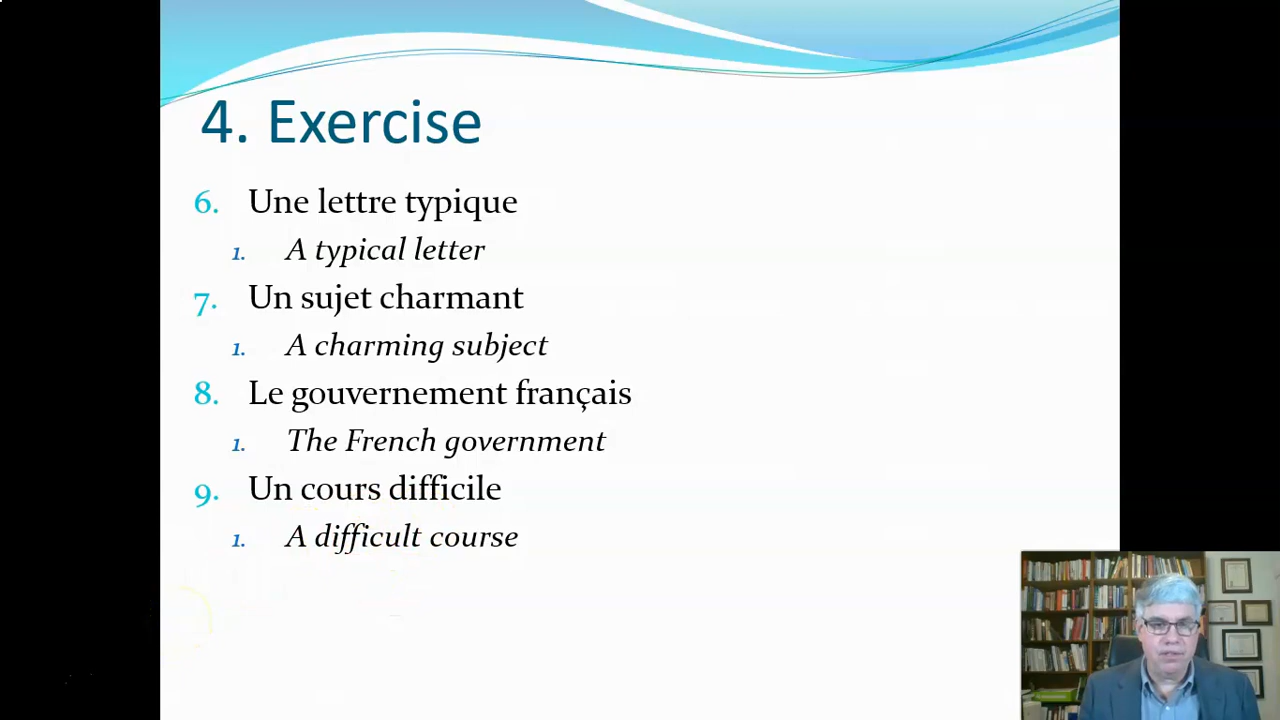 4. Exercise
6. Une lettre typique
1. A typical letter
7. Un sujet charmant
1. A charming subject
8. Le gouvernement français
1. The French government
9. Un cours difficile
1. A difficult course